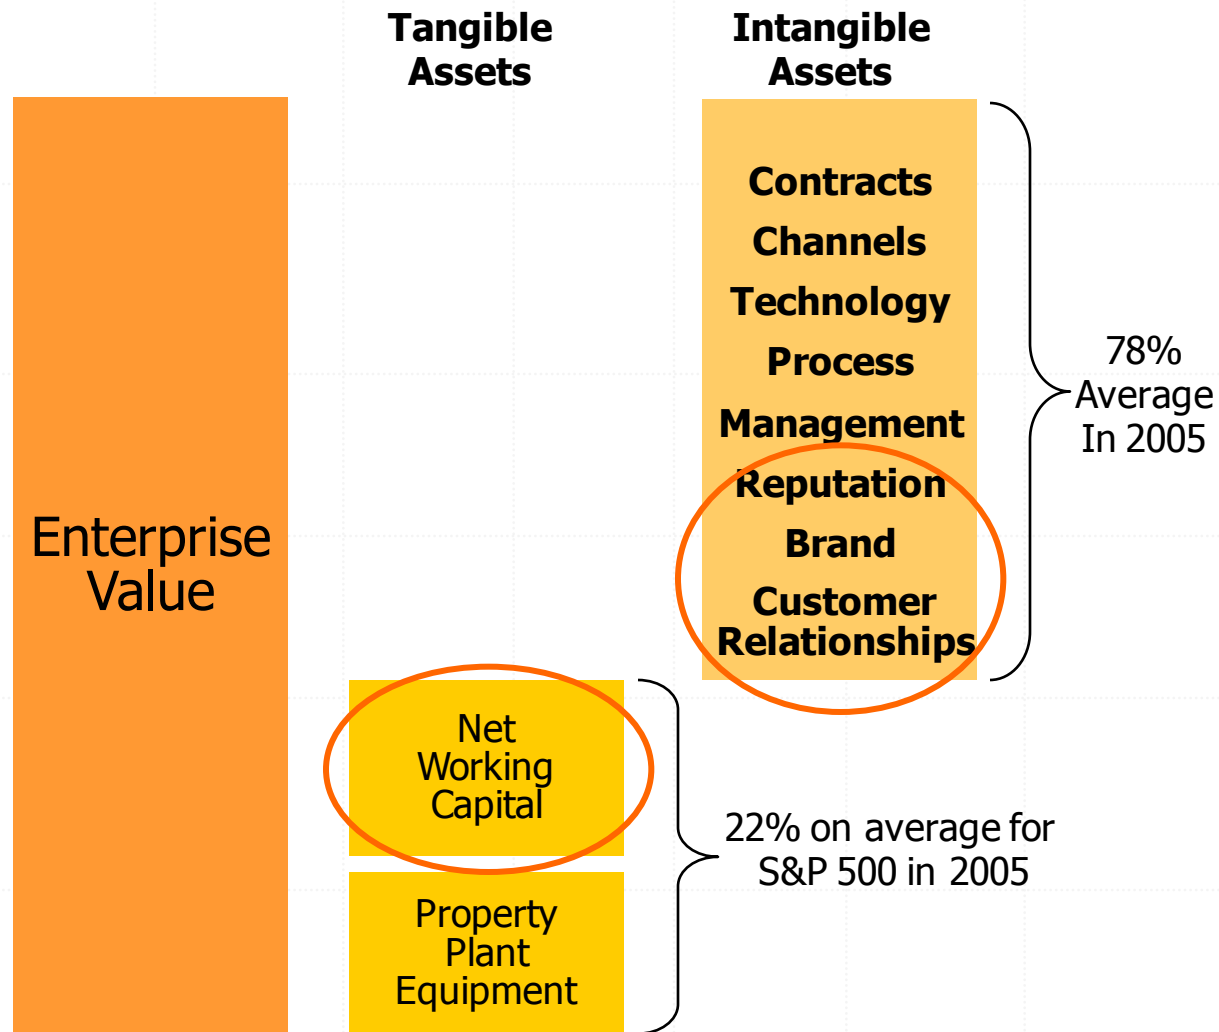 Tangible
Assets
Intangible
Assets
Enterprise
Value
Contracts
Channels
Technology
Process
Management
Reputation
Brand
Customer
Relationships
78%
Average
In 2005
Net
Working
Capital
Property
Plant
Equipment
22% on average for
S&P 500 in 2005